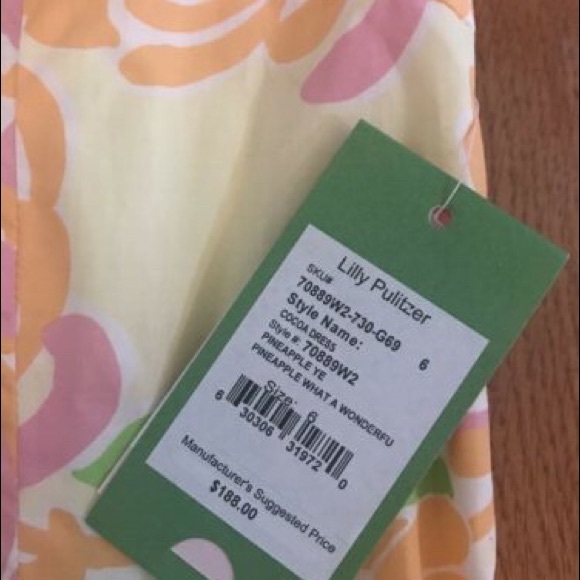 Lilly Pulitzer
SKU#
70889W2-730-G69 6
Style Name:
COCOA DRESS
Style #: 70889W2
PINEAPPLE YE
PINEAPPLE WHAT A WONDERFU
Size: 6
6 30306 31972 0
Manufacturer's Suggested Price
$188.00